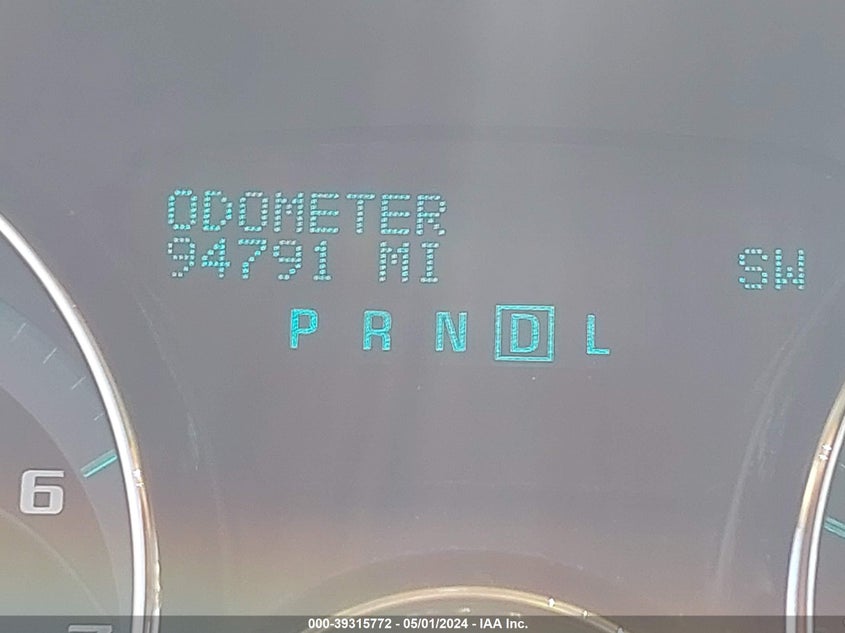 ODOMETER
94791 MI
SW
P R N D L
6
000-39315772 - 05/01/2024 - IAA Inc.